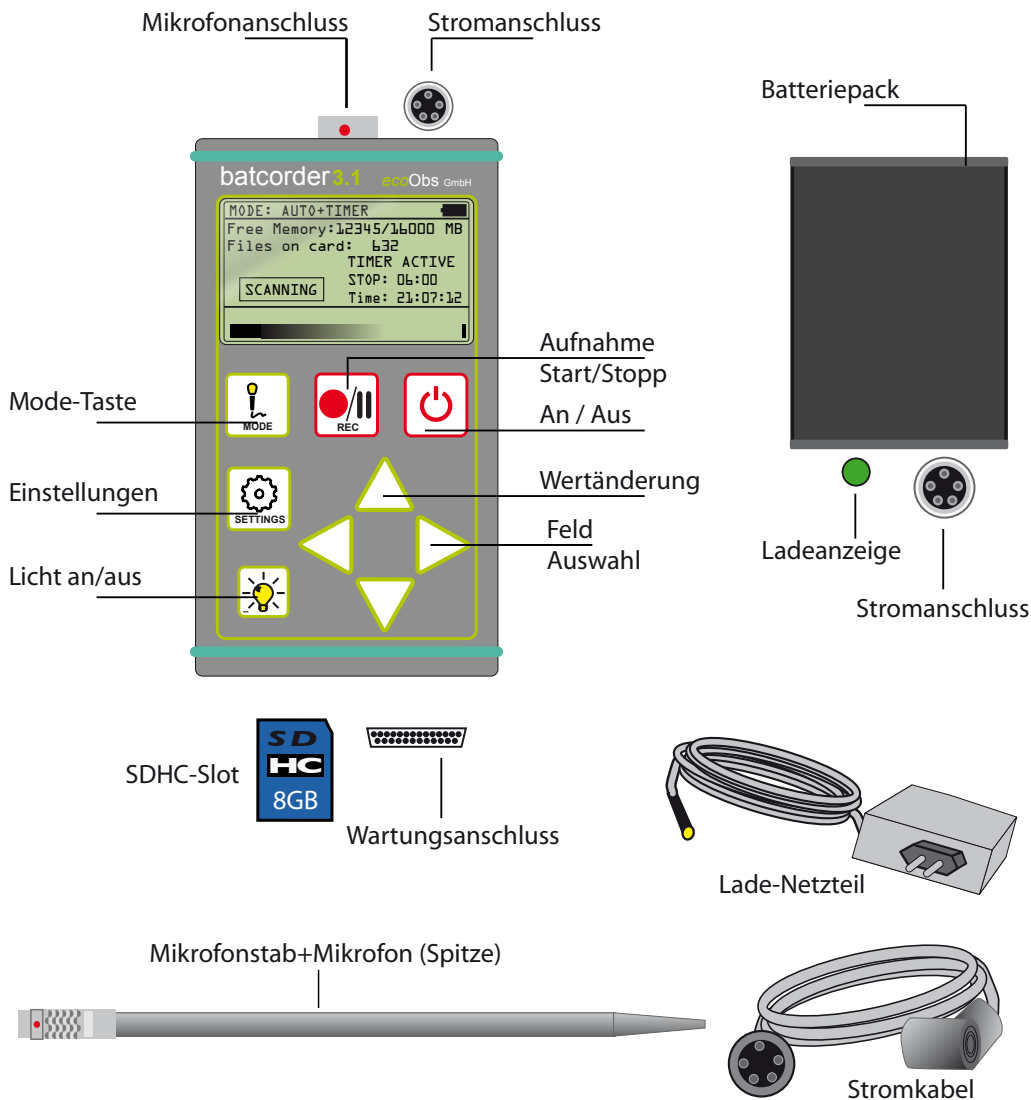 Mikrofonanschluss
Stromanschluss
Batteriepack
batcorder 3.1 ecoObs GmbH
MODE: AUTO+TIMER
Free Memory:12345/16000 MB
Files on card: 632
TIMER ACTIVE
STOP: 06:00
SCANNING
Time: 21:07:12
Aufnahme
Start/Stopp
Mode-Taste
MODE
REC
An / Aus
Einstellungen
SETTINGS
Wertänderung
Feld
Auswahl
Ladeanzeige
Licht an/aus
Stromanschluss
SD
HC
8GB
SDHC-Slot
Wartungsanschluss
Lade-Netzteil
Mikrofonstab+Mikrofon (Spitze)
Stromkabel